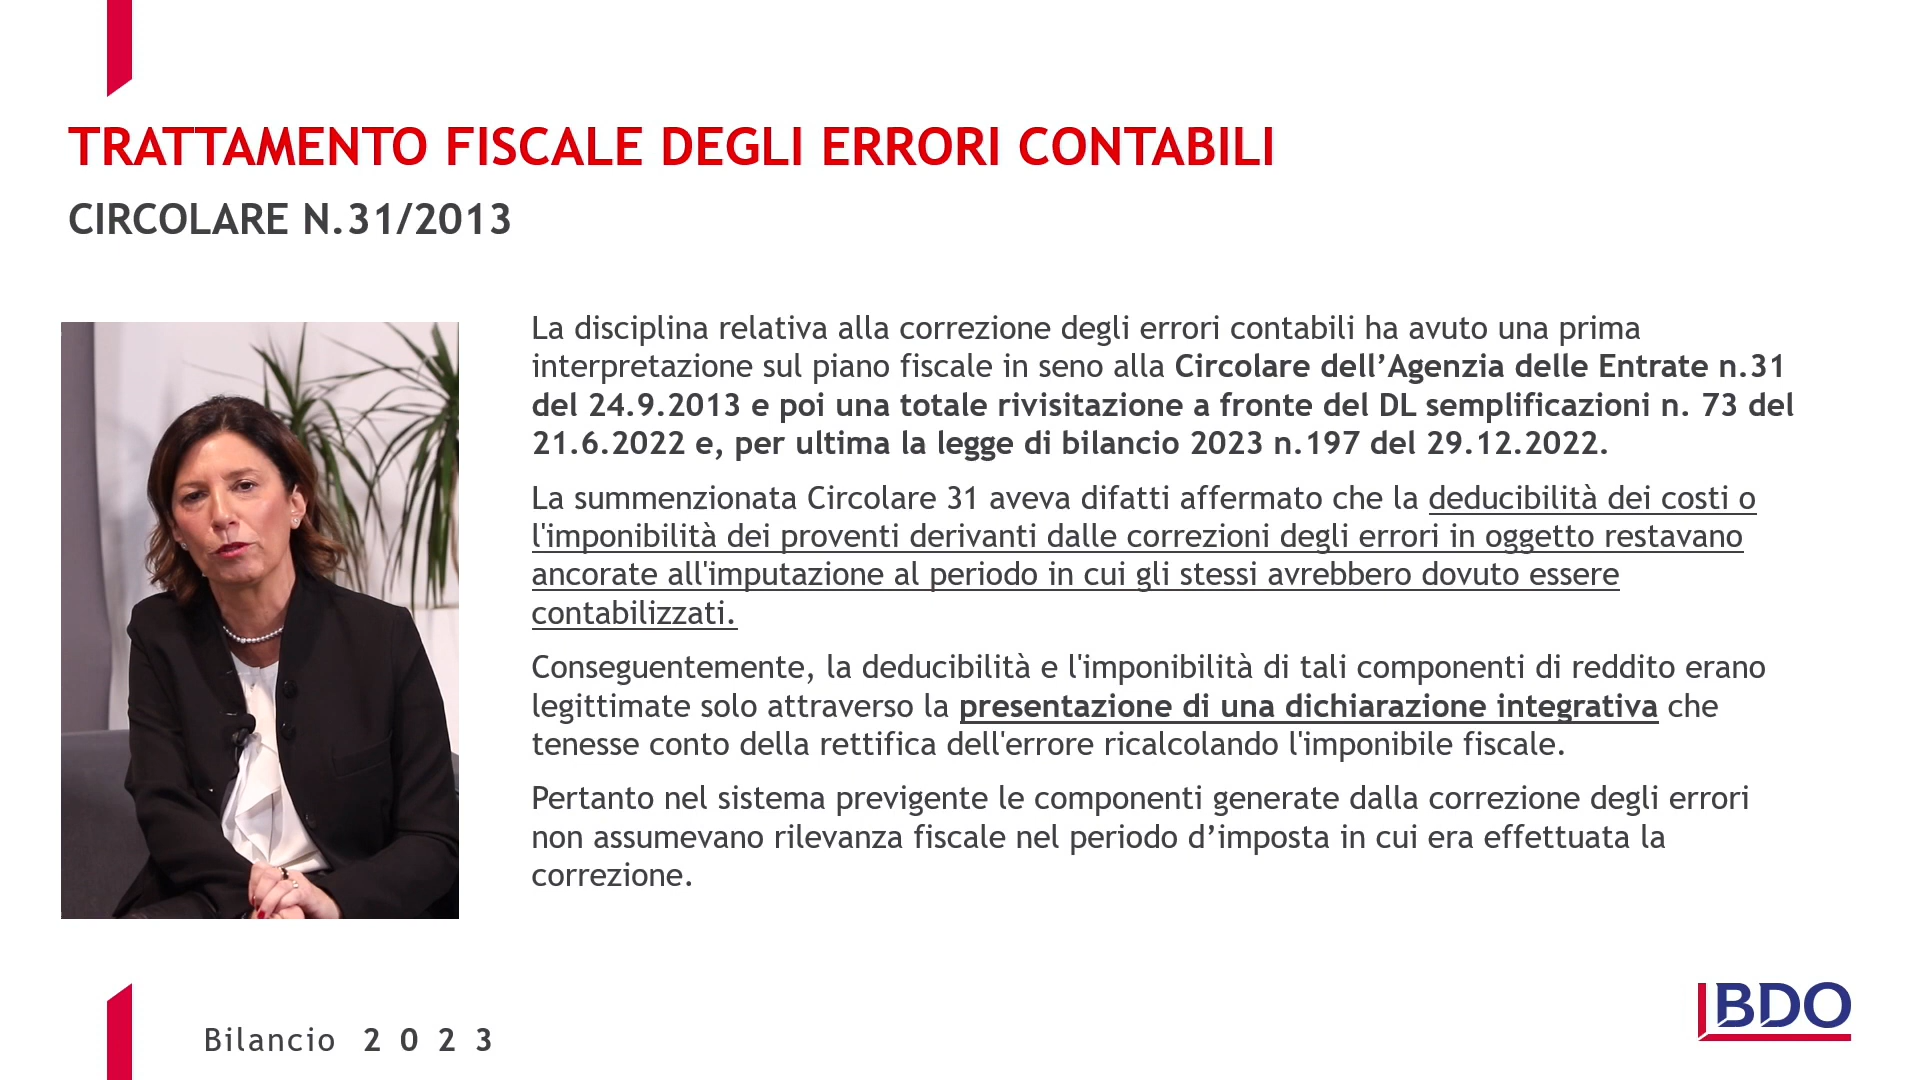 TRATTAMENTO FISCALE DEGLI ERRORI CONTABILI
CIRCOLARE N.31/2013
La disciplina relativa alla correzione degli errori contabili ha avuto una prima
interpretazione sul piano fiscale in seno alla Circolare dell’Agenzia delle Entrate n.31
del 24.9.2013 e poi una totale rivisitazione a fronte del DL semplificazioni n. 73 del
21.6.2022 e, per ultima la legge di bilancio 2023 n.197 del 29.12.2022.
La summenzionata Circolare 31 aveva difatti affermato che la deducibilità dei costi o
l'imponibilità dei proventi derivanti dalle correzioni degli errori in oggetto restavano
ancorate all'imputazione al periodo in cui gli stessi avrebbero dovuto essere
contabilizzati.
Conseguentemente, la deducibilità e l'imponibilità di tali componenti di reddito erano
legittimate solo attraverso la presentazione di una dichiarazione integrativa che
tenesse conto della rettifica dell'errore ricalcolando l'imponibile fiscale.
Pertanto nel sistema previgente le componenti generate dalla correzione degli errori
non assumevano rilevanza fiscale nel periodo d’imposta in cui era effettuata la
correzione.
Bilancio 2023
BDO